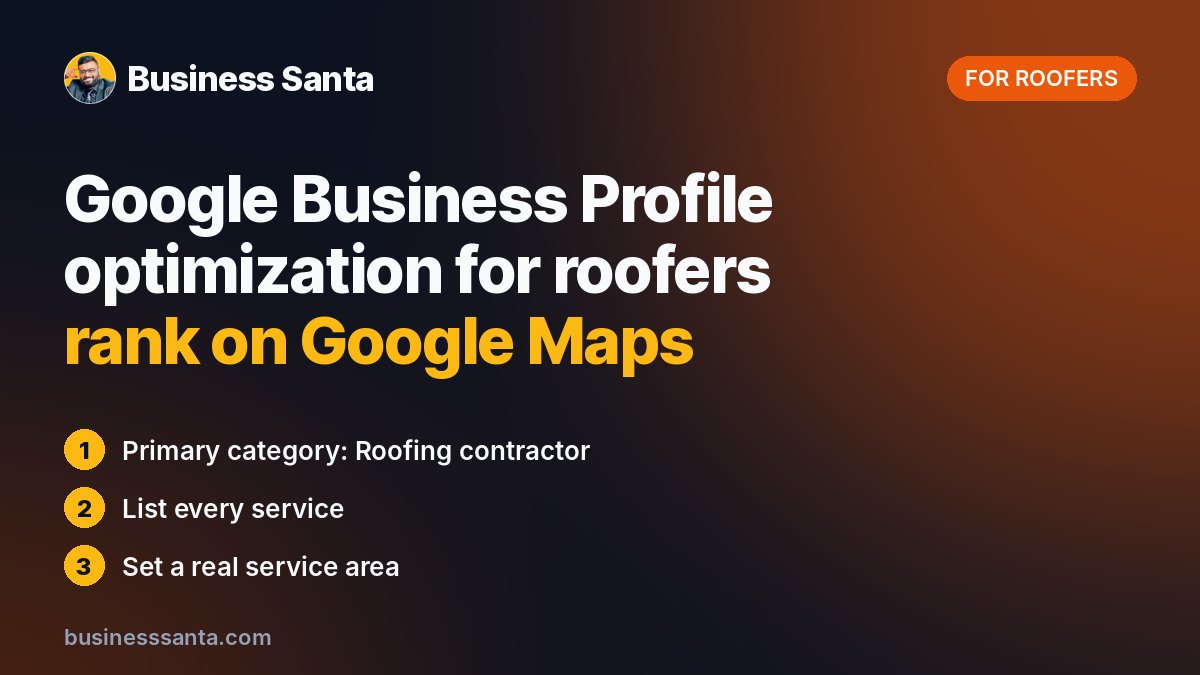 Business Santa
FOR ROOFERS
Google Business Profile
optimization for roofers
rank on Google Maps
1 Primary category: Roofing contractor
2 List every service
3 Set a real service area
businesssanta.com